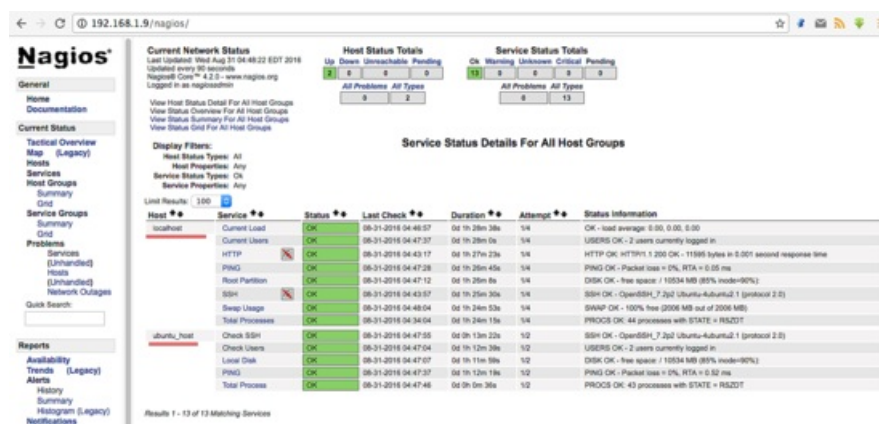 192.168.1.9/nagios/
Nagios®
General
Home
Documentation
Current Status
Tactical Overview
Map (Legacy)
Hosts
Services
Host Groups
Summary
Grid
Service Groups
Summary
Grid
Problems
Services
(Unhandled)
Hosts
(Unhandled)
Network Outages
Quick Search:
Reports
Availability
Trends (Legacy)
Alerts
History
Summary
Histogram (Legacy)
Notifications
Current Network Status
Last Updated: Wed Aug 31 04:48:22 EDT 2016
Updated every 90 seconds
Nagios® Core™ 4.2.0 - www.nagios.org
Logged in as nagiosadmin
View Host Status Detail For All Host Groups
View Status Overview For All Host Groups
View Status Summary For All Host Groups
View Status Grid For All Host Groups
Host Status Totals
Up Down Unreachable Pending
2 0 0 0
All Problems All Types
0 2
Service Status Totals
Ok Warning Unknown Critical Pending
13 0 0 0 0
All Problems All Types
0 13
Display Filters:
Host Status Types: All
Host Properties: Any
Service Status Types: Ok
Service Properties: Any
Service Status Details For All Host Groups
Limit Results: 100
Host Service Status Last Check Duration Attempt Status Information
localhost Current Load OK 08-31-2016 04:46:57 0d 1h 28m 38s 1/4 OK - load average: 0.00, 0.00, 0.00
Current Users OK 08-31-2016 04:47:37 0d 1h 28m 0s 1/4 USERS OK - 2 users currently logged in
HTTP OK 08-31-2016 04:43:17 0d 1h 27m 23s 1/4 HTTP OK: HTTP/1.1 200 OK - 11595 bytes in 0.001 second response time
PING OK 08-31-2016 04:47:28 0d 1h 26m 45s 1/4 PING OK - Packet loss = 0%, RTA = 0.05 ms
Root Partition OK 08-31-2016 04:47:12 0d 1h 26m 8s 1/4 DISK OK - free space: / 10534 MB (85% inode=90%):
SSH OK 08-31-2016 04:43:57 0d 1h 25m 30s 1/4 SSH OK - OpenSSH_7.2p2 Ubuntu-4ubuntu2.1 (protocol 2.0)
Swap Usage OK 08-31-2016 04:48:04 0d 1h 24m 53s 1/4 SWAP OK - 100% free (2006 MB out of 2006 MB)
Total Processes OK 08-31-2016 04:34:04 0d 1h 24m 15s 1/4 PROCS OK: 44 processes with STATE = RSZDT
ubuntu_host Check SSH OK 08-31-2016 04:47:55 0d 0h 13m 22s 1/2 SSH OK - OpenSSH_7.2p2 Ubuntu-4ubuntu2.1 (protocol 2.0)
Check Users OK 08-31-2016 04:47:04 0d 1h 12m 39s 1/2 USERS OK - 2 users currently logged in
Local Disk OK 08-31-2016 04:47:07 0d 1h 11m 59s 1/2 DISK OK - free space: / 10534 MB (85% inode=90%):
PING OK 08-31-2016 04:47:37 0d 1h 12m 19s 1/2 PING OK - Packet loss = 0%, RTA = 0.52 ms
Total Process OK 08-31-2016 04:47:46 0d 0h 0m 36s 1/2 PROCS OK: 43 processes with STATE = RSZDT
Results 1 - 13 of 13 Matching Services